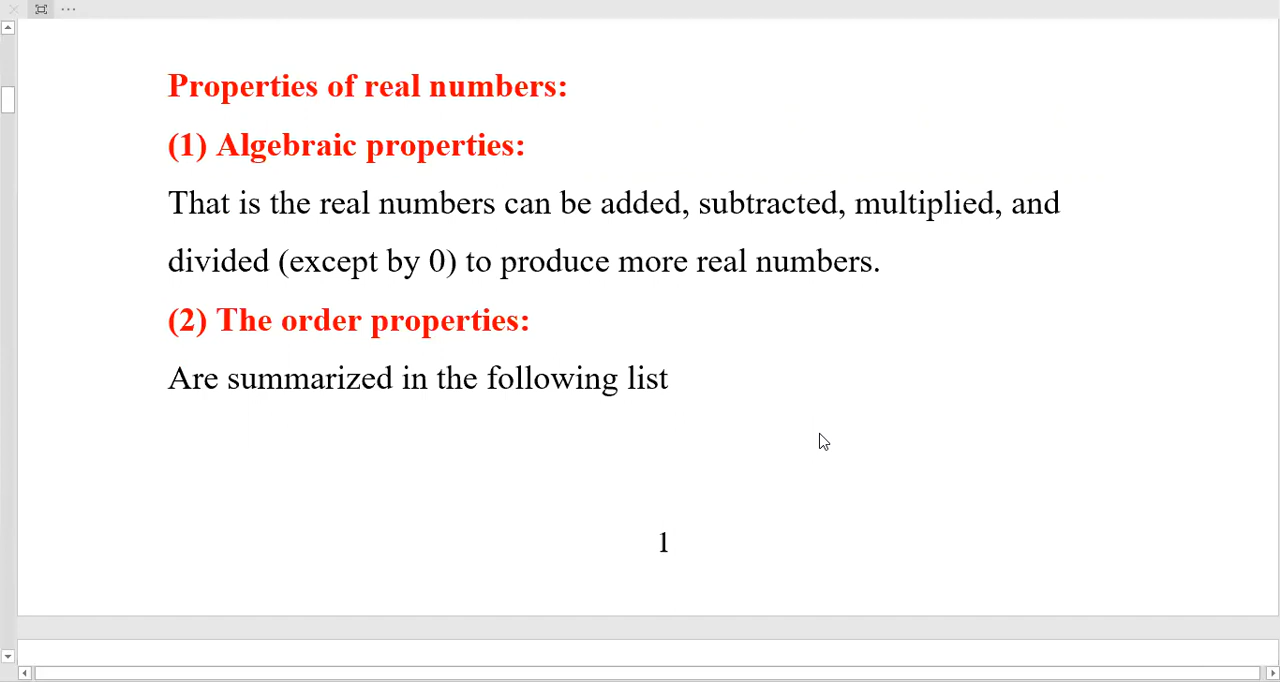 Properties of real numbers:
(1) Algebraic properties:
That is the real numbers can be added, subtracted, multiplied, and
divided (except by 0) to produce more real numbers.
(2) The order properties:
Are summarized in the following list
1